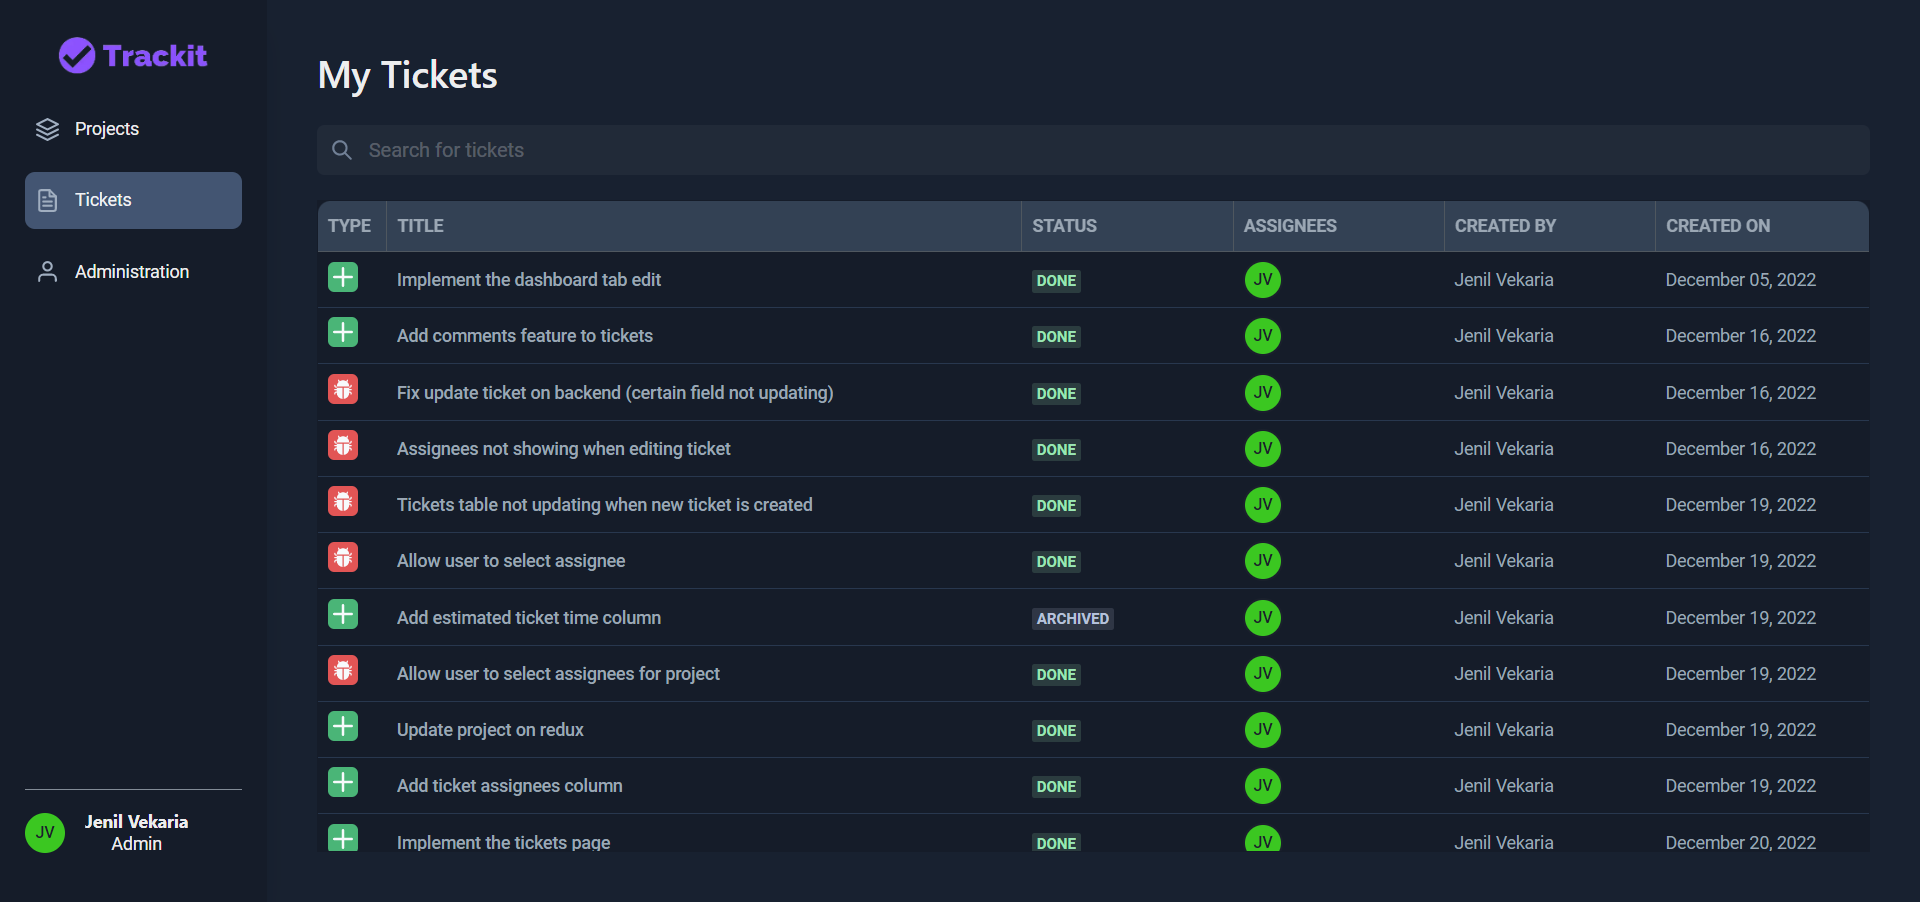 Trackit
Projects
Tickets
Administration
JV
Jenil Vekaria
Admin
My Tickets
Search for tickets
TYPE TITLE STATUS ASSIGNEES CREATED BY CREATED ON
Implement the dashboard tab edit DONE JV Jenil Vekaria December 05, 2022
Add comments feature to tickets DONE JV Jenil Vekaria December 16, 2022
Fix update ticket on backend (certain field not updating) DONE JV Jenil Vekaria December 16, 2022
Assignees not showing when editing ticket DONE JV Jenil Vekaria December 16, 2022
Tickets table not updating when new ticket is created DONE JV Jenil Vekaria December 19, 2022
Allow user to select assignee DONE JV Jenil Vekaria December 19, 2022
Add estimated ticket time column ARCHIVED JV Jenil Vekaria December 19, 2022
Allow user to select assignees for project DONE JV Jenil Vekaria December 19, 2022
Update project on redux DONE JV Jenil Vekaria December 19, 2022
Add ticket assignees column DONE JV Jenil Vekaria December 19, 2022
Implement the tickets page DONE JV Jenil Vekaria December 20, 2022